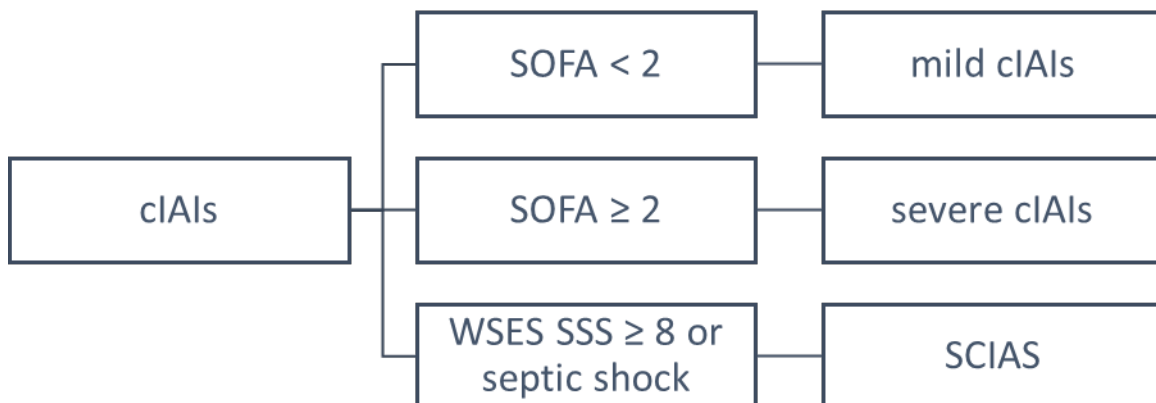 SOFA < 2
mild cIAIs
cIAIs
SOFA ≥ 2
severe cIAIs
WSES SSS ≥ 8 or
septic shock
SCIAS